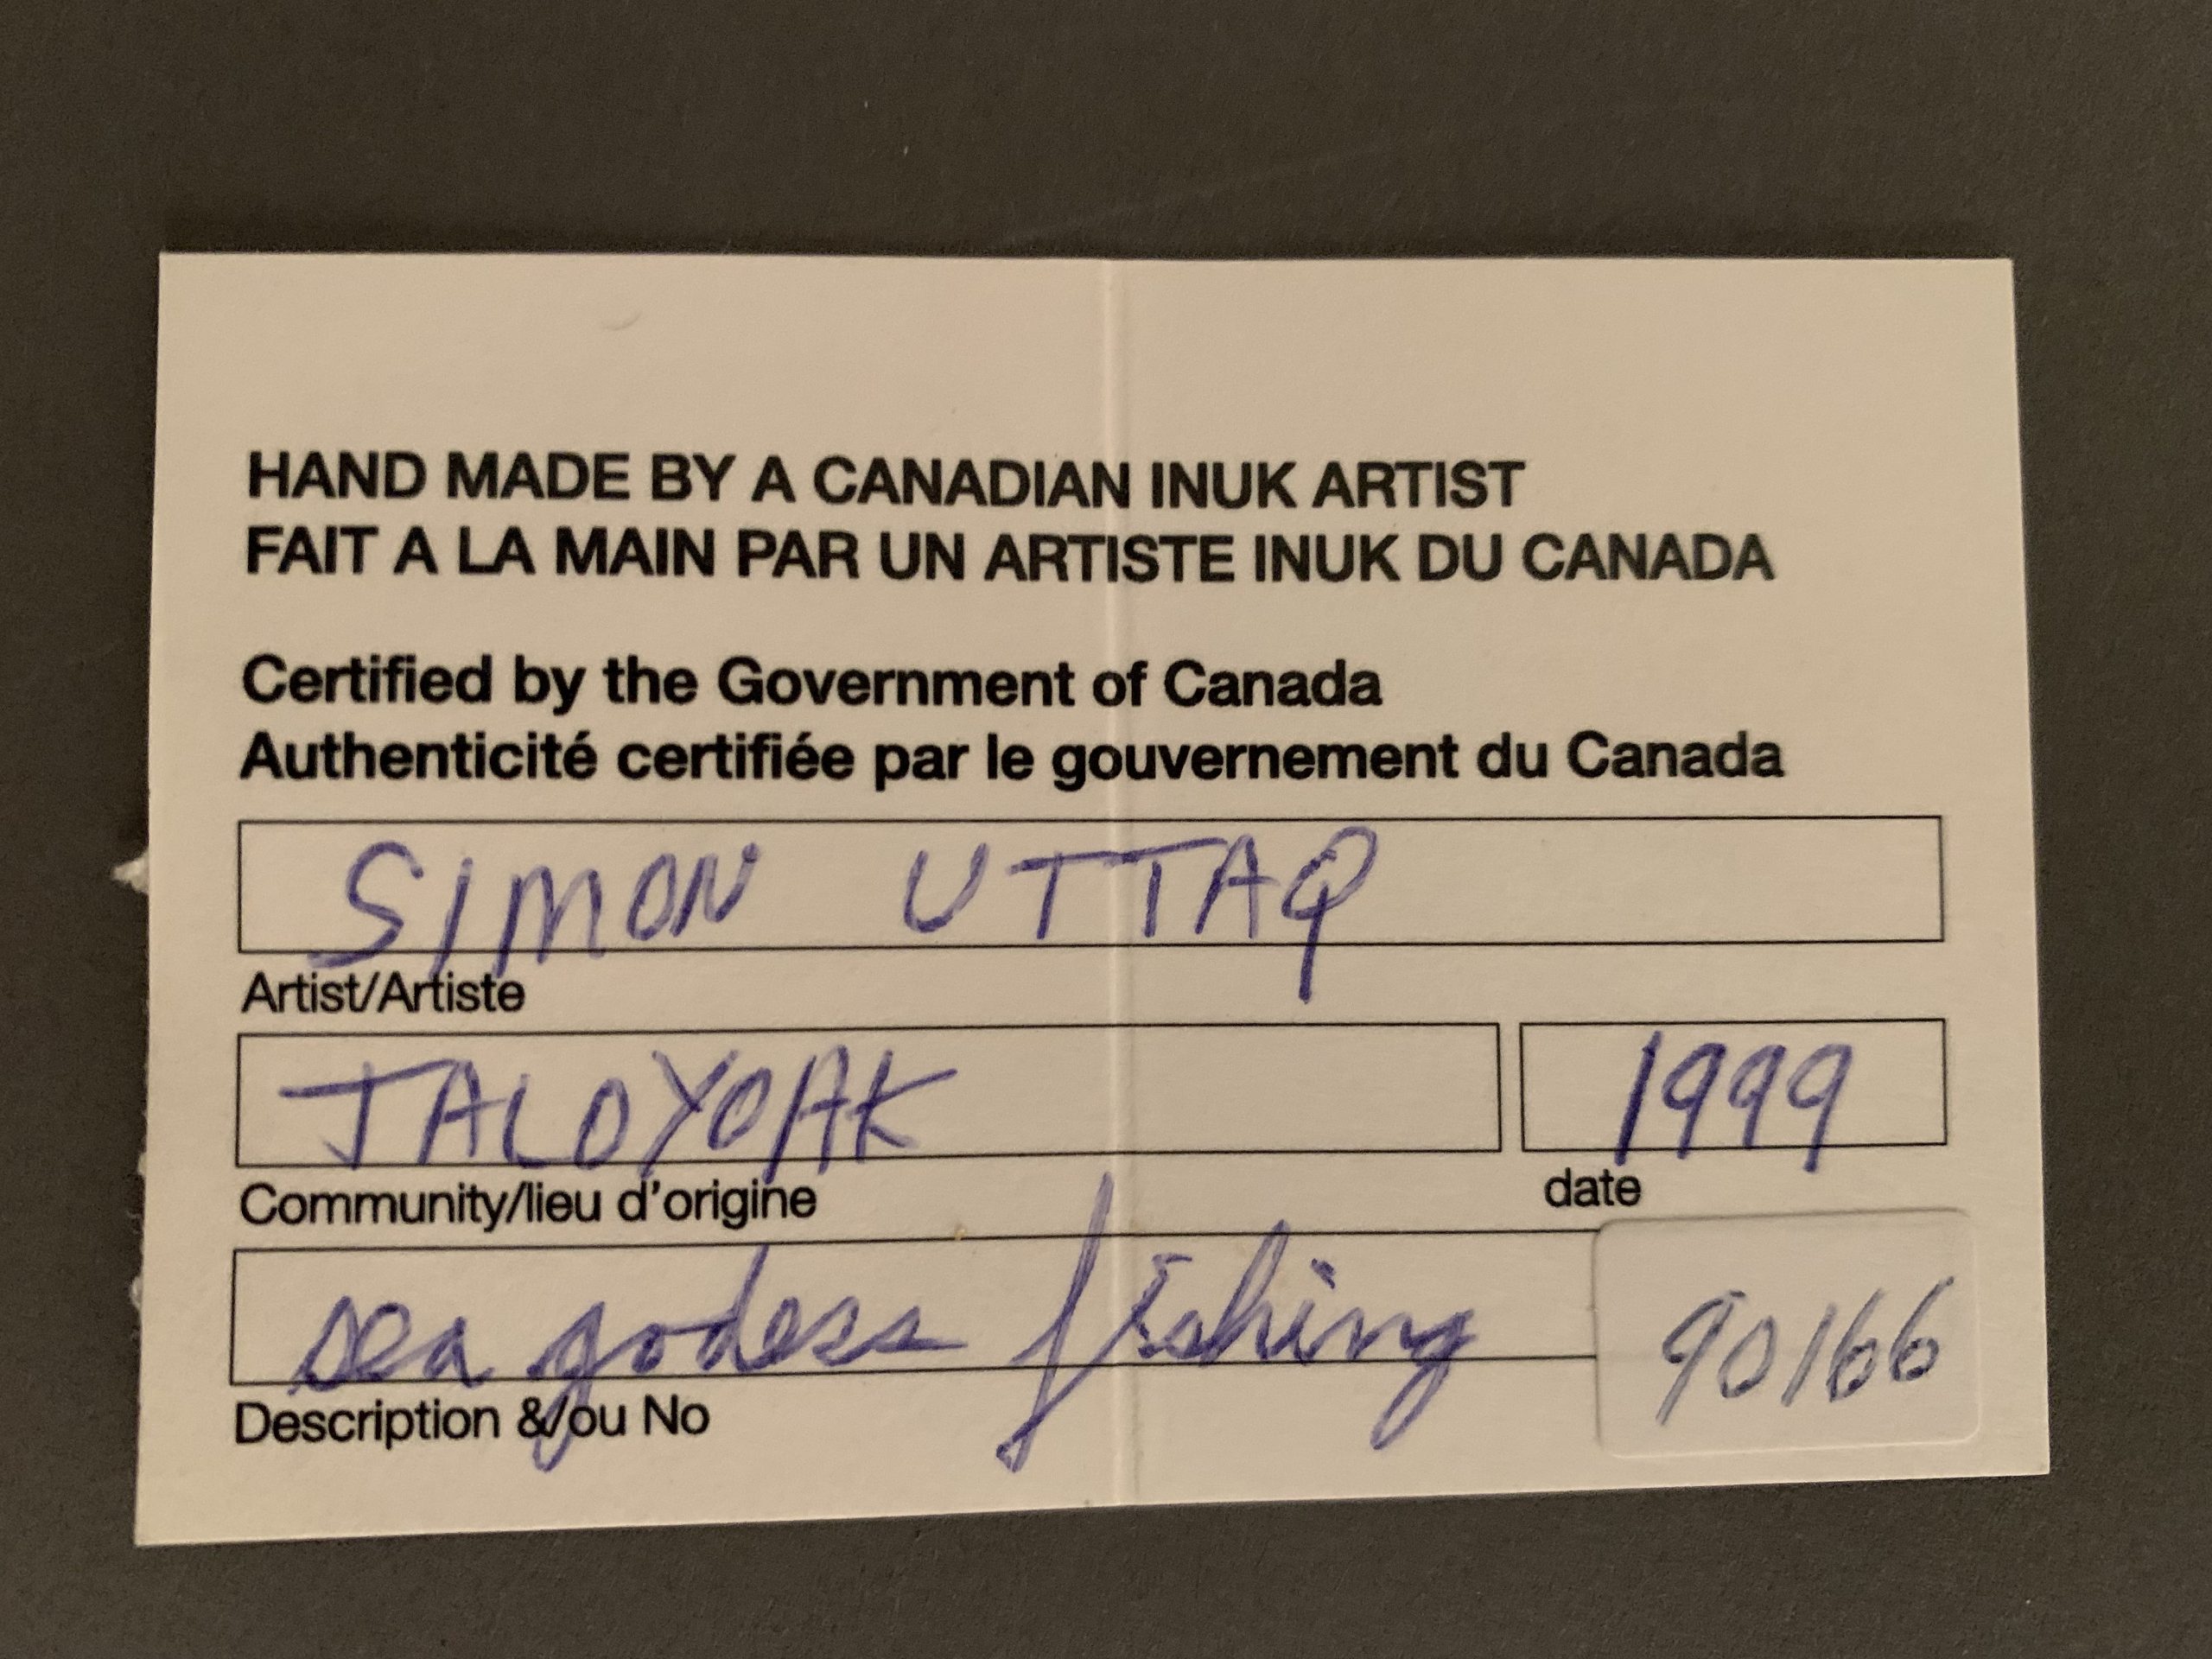 HAND MADE BY A CANADIAN INUK ARTIST
FAIT A LA MAIN PAR UN ARTISTE INUK DU CANADA
Certified by the Government of Canada
Authenticité certifiée par le gouvernement du Canada
SIMON UTTAQ
Artist/Artiste
TALOYOAK 1999
Community/lieu d'origine date
sea godess fishing 90166
Description &/ou No